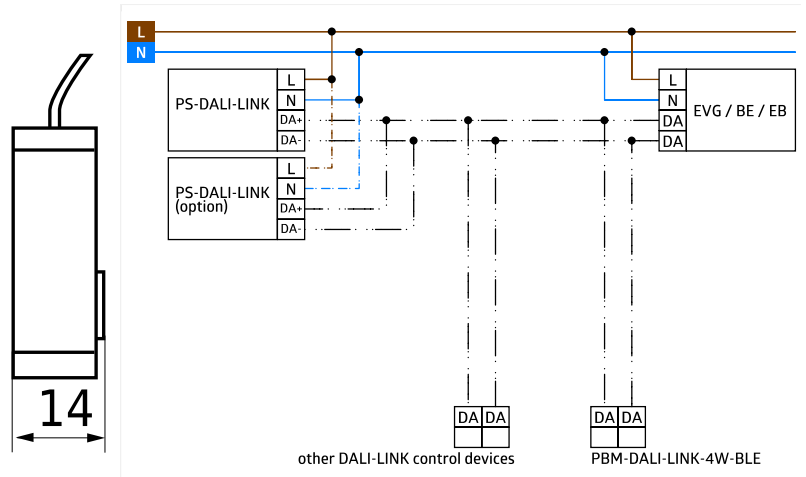 L
N
PS-DALI-LINK
L
N
DA+
DA-
L
N
DA
DA
EVG / BE / EB
PS-DALI-LINK
(option)
L
N
DA+
DA-
14
DA DA
DA DA
other DALI-LINK control devices
PBM-DALI-LINK-4W-BLE